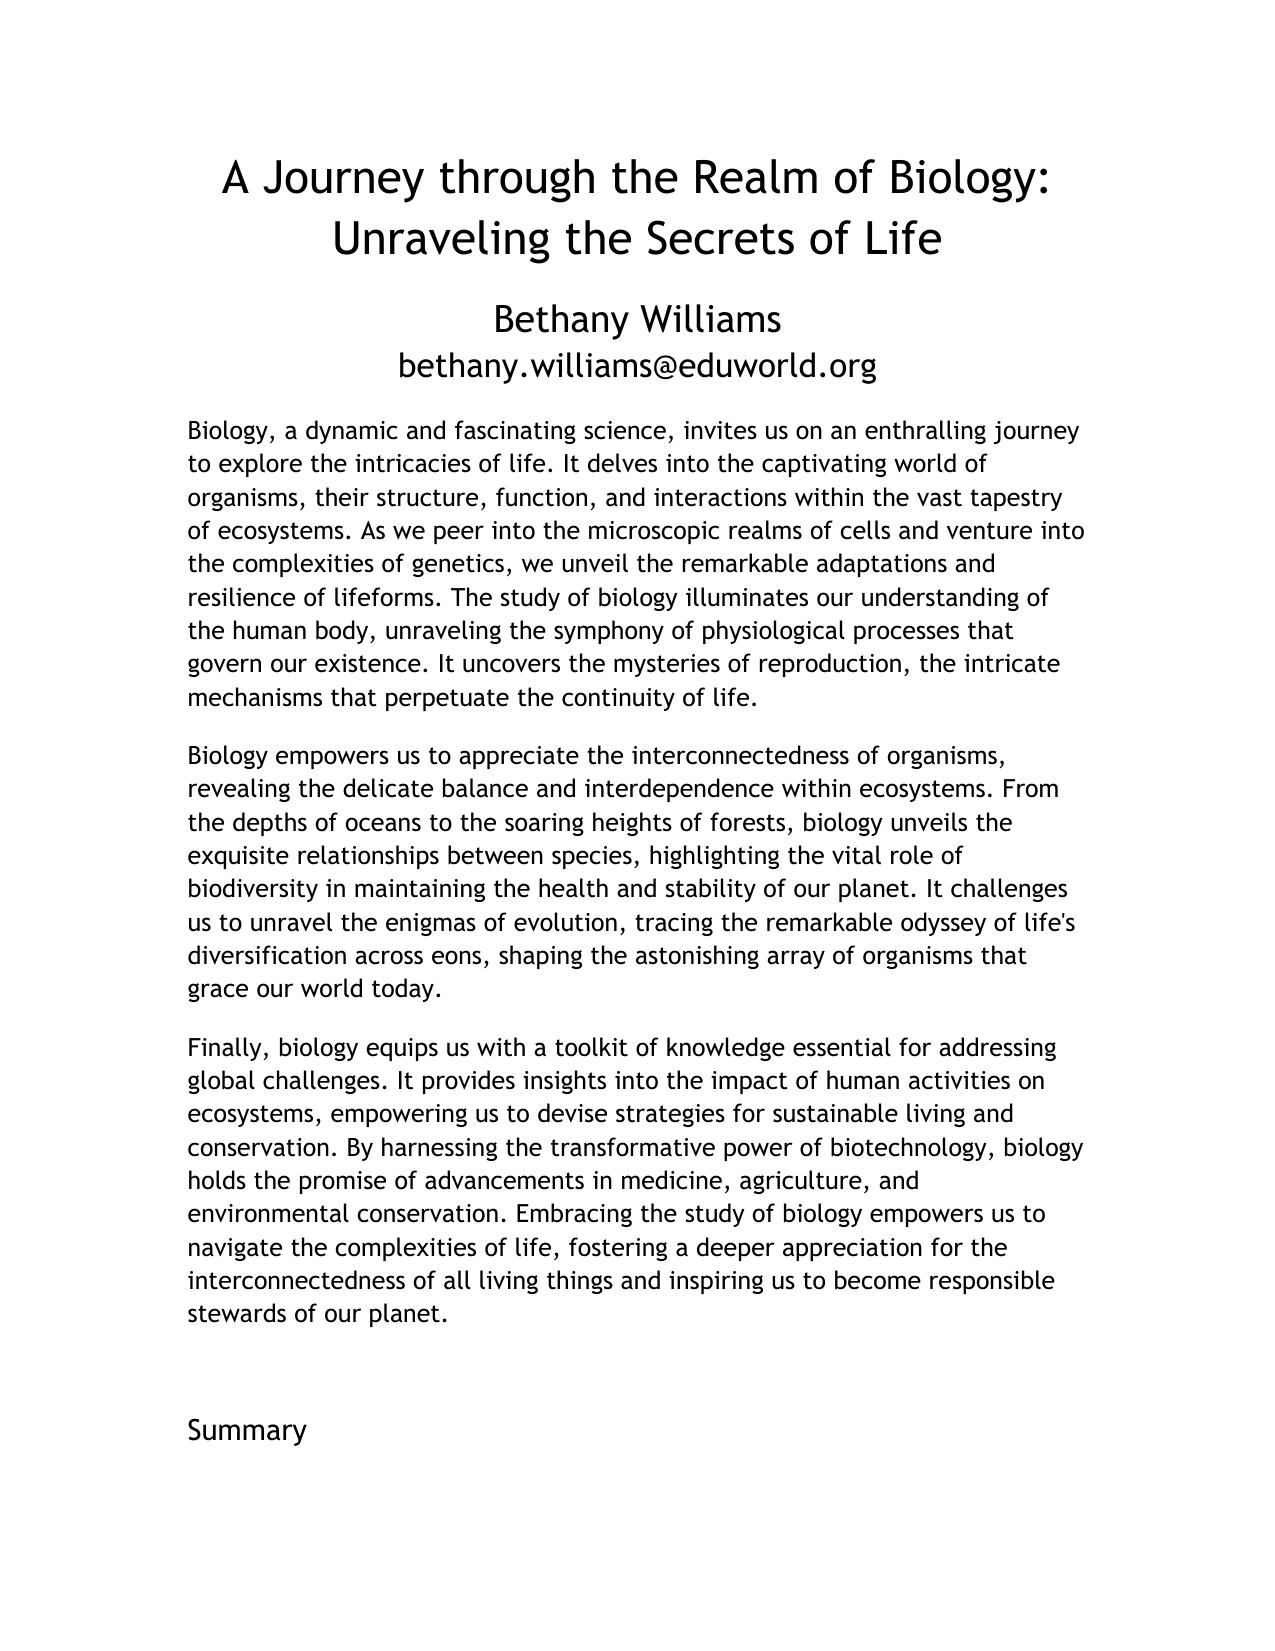 A Journey through the Realm of Biology:
Unraveling the Secrets of Life
Bethany Williams
bethany.williams@eduworld.org
Biology, a dynamic and fascinating science, invites us on an enthralling journey
to explore the intricacies of life. It delves into the captivating world of
organisms, their structure, function, and interactions within the vast tapestry
of ecosystems. As we peer into the microscopic realms of cells and venture into
the complexities of genetics, we unveil the remarkable adaptations and
resilience of lifeforms. The study of biology illuminates our understanding of
the human body, unraveling the symphony of physiological processes that
govern our existence. It uncovers the mysteries of reproduction, the intricate
mechanisms that perpetuate the continuity of life.
Biology empowers us to appreciate the interconnectedness of organisms,
revealing the delicate balance and interdependence within ecosystems. From
the depths of oceans to the soaring heights of forests, biology unveils the
exquisite relationships between species, highlighting the vital role of
biodiversity in maintaining the health and stability of our planet. It challenges
us to unravel the enigmas of evolution, tracing the remarkable odyssey of life's
diversification across eons, shaping the astonishing array of organisms that
grace our world today.
Finally, biology equips us with a toolkit of knowledge essential for addressing
global challenges. It provides insights into the impact of human activities on
ecosystems, empowering us to devise strategies for sustainable living and
conservation. By harnessing the transformative power of biotechnology, biology
holds the promise of advancements in medicine, agriculture, and
environmental conservation. Embracing the study of biology empowers us to
navigate the complexities of life, fostering a deeper appreciation for the
interconnectedness of all living things and inspiring us to become responsible
stewards of our planet.
Summary